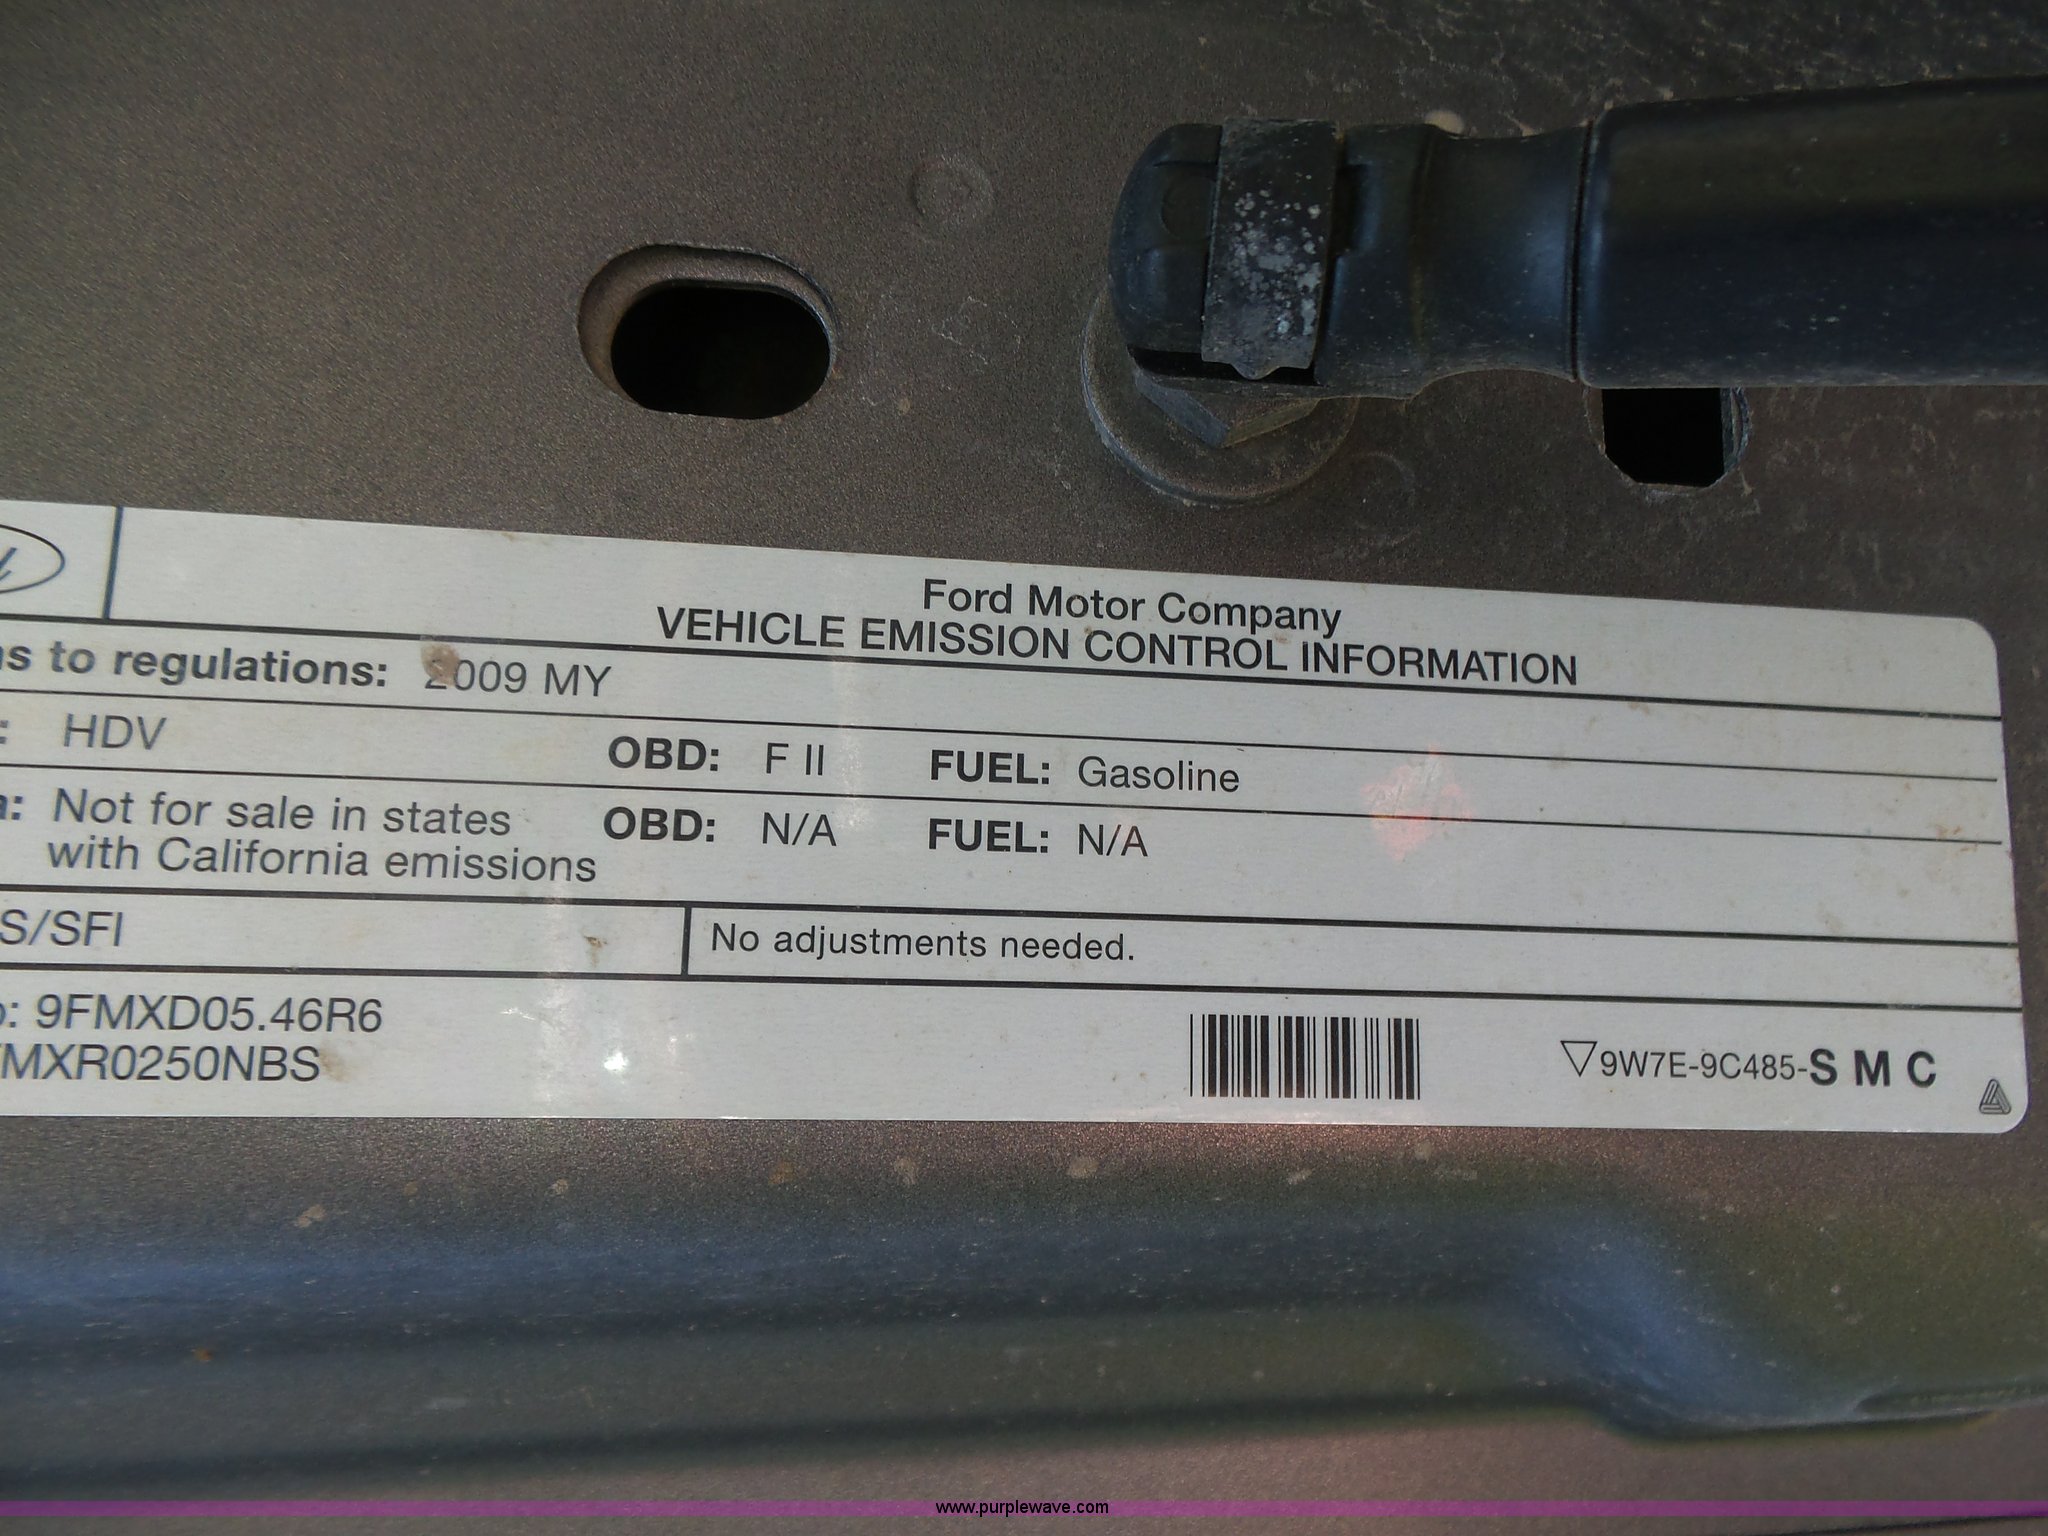 Ford Motor Company
VEHICLE EMISSION CONTROL INFORMATION
to regulations: 2009 MY
: HDV OBD: F II FUEL: Gasoline
: Not for sale in states OBD: N/A FUEL: N/A
with California emissions
S/SFI No adjustments needed.
: 9FMXD05.46R6
MXR0250NBS
▽9W7E-9C485-S M C
www.purplewave.com